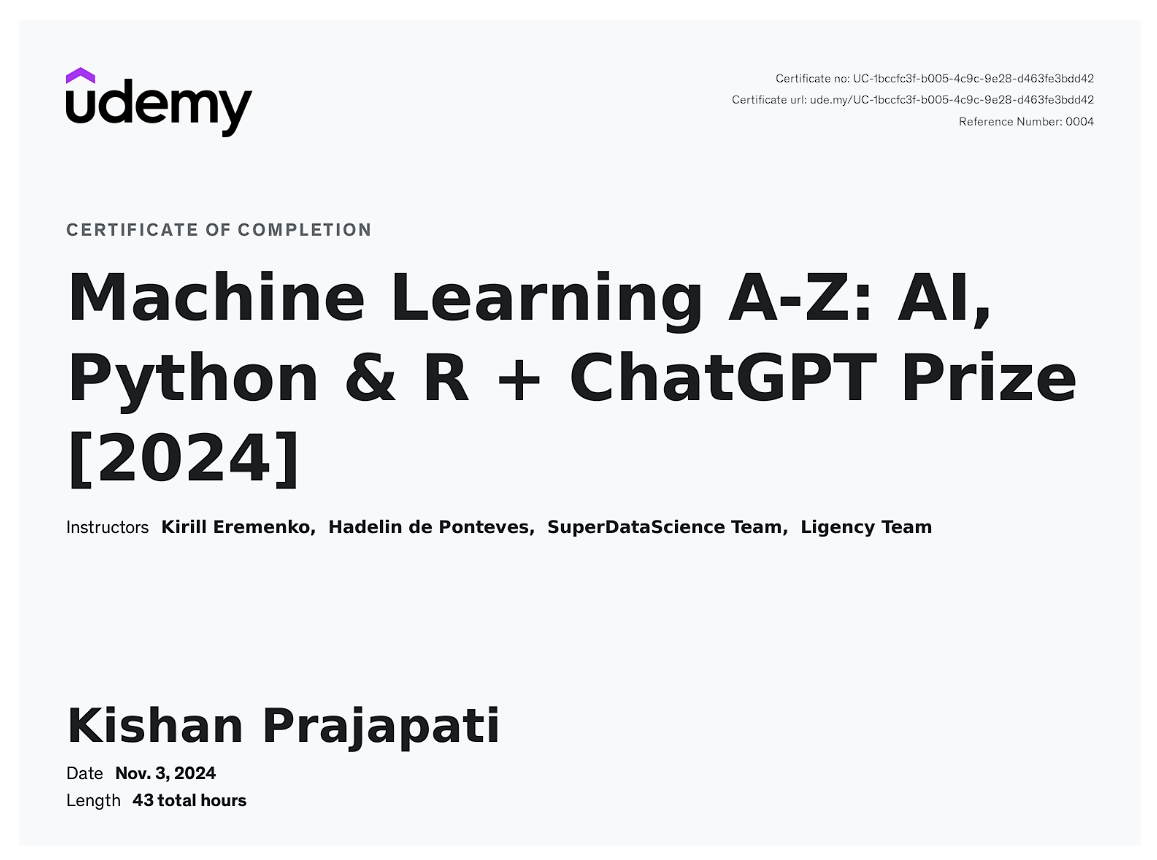 udemy
Certificate no: UC-1bccfc3f-b005-4c9c-9e28-d463fe3bdd42
Certificate url: ude.my/UC-1bccfc3f-b005-4c9c-9e28-d463fe3bdd42
Reference Number: 0004
CERTIFICATE OF COMPLETION
Machine Learning A-Z: AI,
Python & R + ChatGPT Prize
[2024]
Instructors Kirill Eremenko, Hadelin de Ponteves, SuperDataScience Team, Ligency Team
Kishan Prajapati
Date Nov. 3, 2024
Length 43 total hours